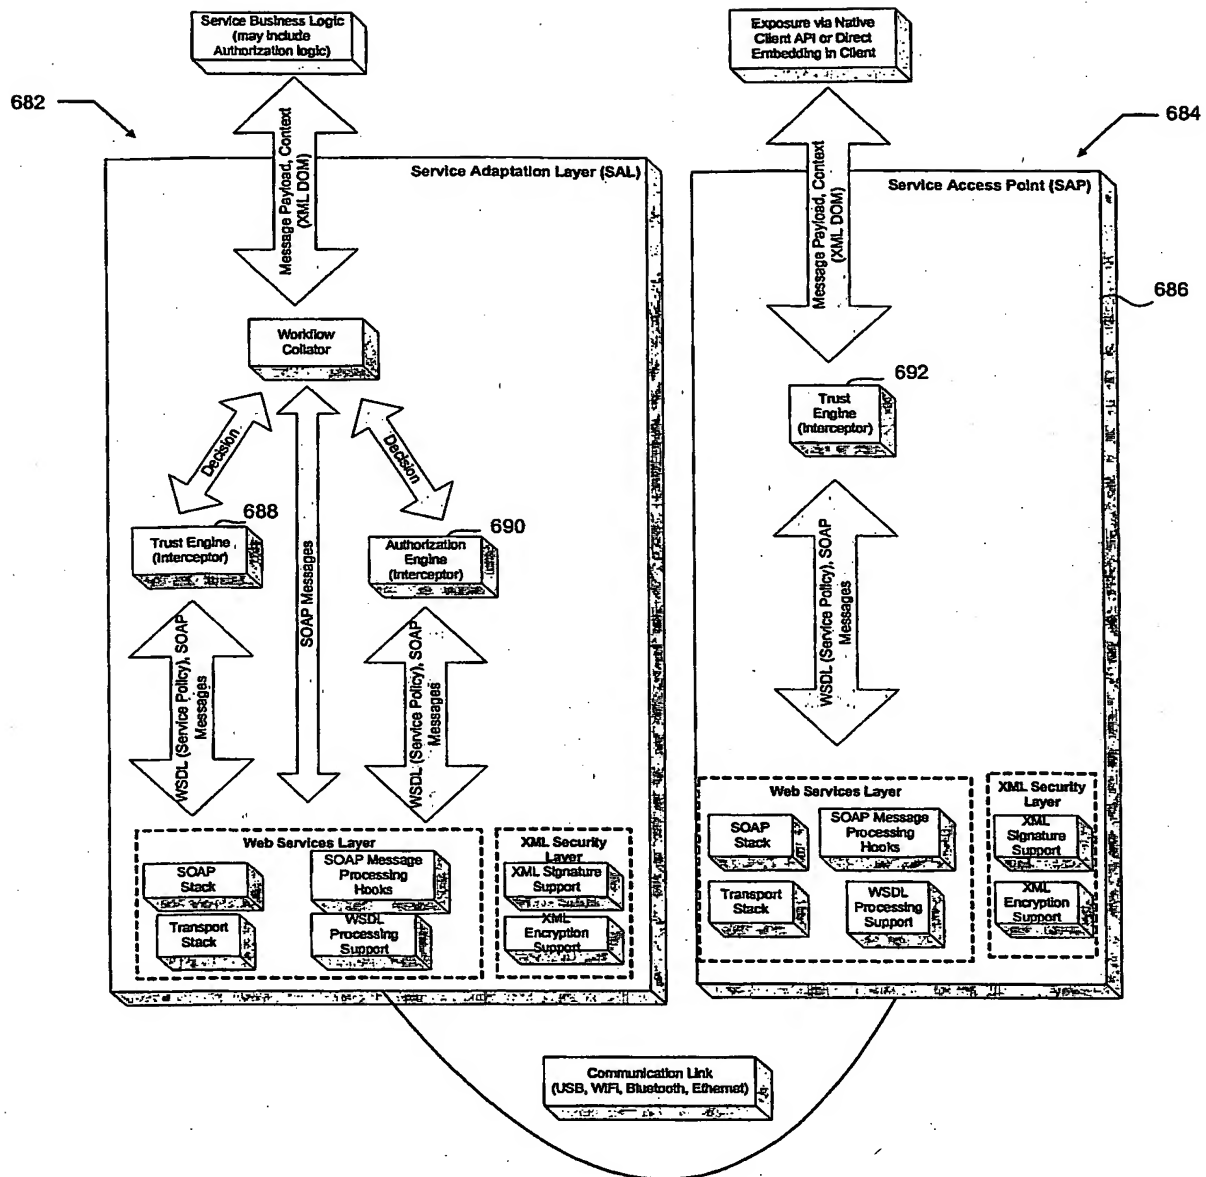 Service Business Logic
(may Include
Authorization logic)
Exposure via Native
Client API or Direct
Embedding in Client
682
684
Message Payload, Context
(XML DOM)
Service Adaptation Layer (SAL)
Message Payload, Context
(XML DOM)
Service Access Point (SAP)
686
Workflow
Collator
692
Trust
Engine
(Interceptor)
Decision
Decision
688
690
Trust Engine
(Interceptor)
Authorization
Engine
(Interceptor)
SOAP Messages
WSDL (Service Policy), SOAP
Messages
WSDL (Service Policy), SOAP
Messages
WSDL (Service Policy), SOAP
Messages
Web Services Layer
SOAP
Stack
SOAP Message
Processing
Hooks
Transport
Stack
WSDL
Processing
Support
XML Security
Layer
XML Signature
Support
XML
Encryption Support
Web Services Layer
SOAP
Stack
SOAP Message
Processing
Hooks
Transport
Stack
WSDL
Processing
Support
XML Security
Layer
XML
Signature
Support
XML
Encryption Support
Communication Link
(USB, WiFi, Bluetooth, Ethernet)